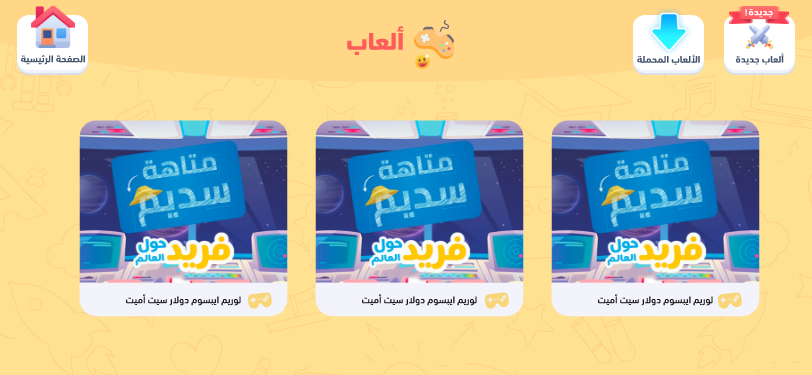 جديدة!
ألعاب جديدة
الألعاب المحملة
ألعاب
الصفحة الرئيسية
متاهة
سديم
فريد حول العالم
لوريم ايبسوم دولار سيت أميت
متاهة
سديم
فريد حول العالم
لوريم ايبسوم دولار سيت أميت
متاهة
سديم
فريد حول العالم
لوريم ايبسوم دولار سيت أميت